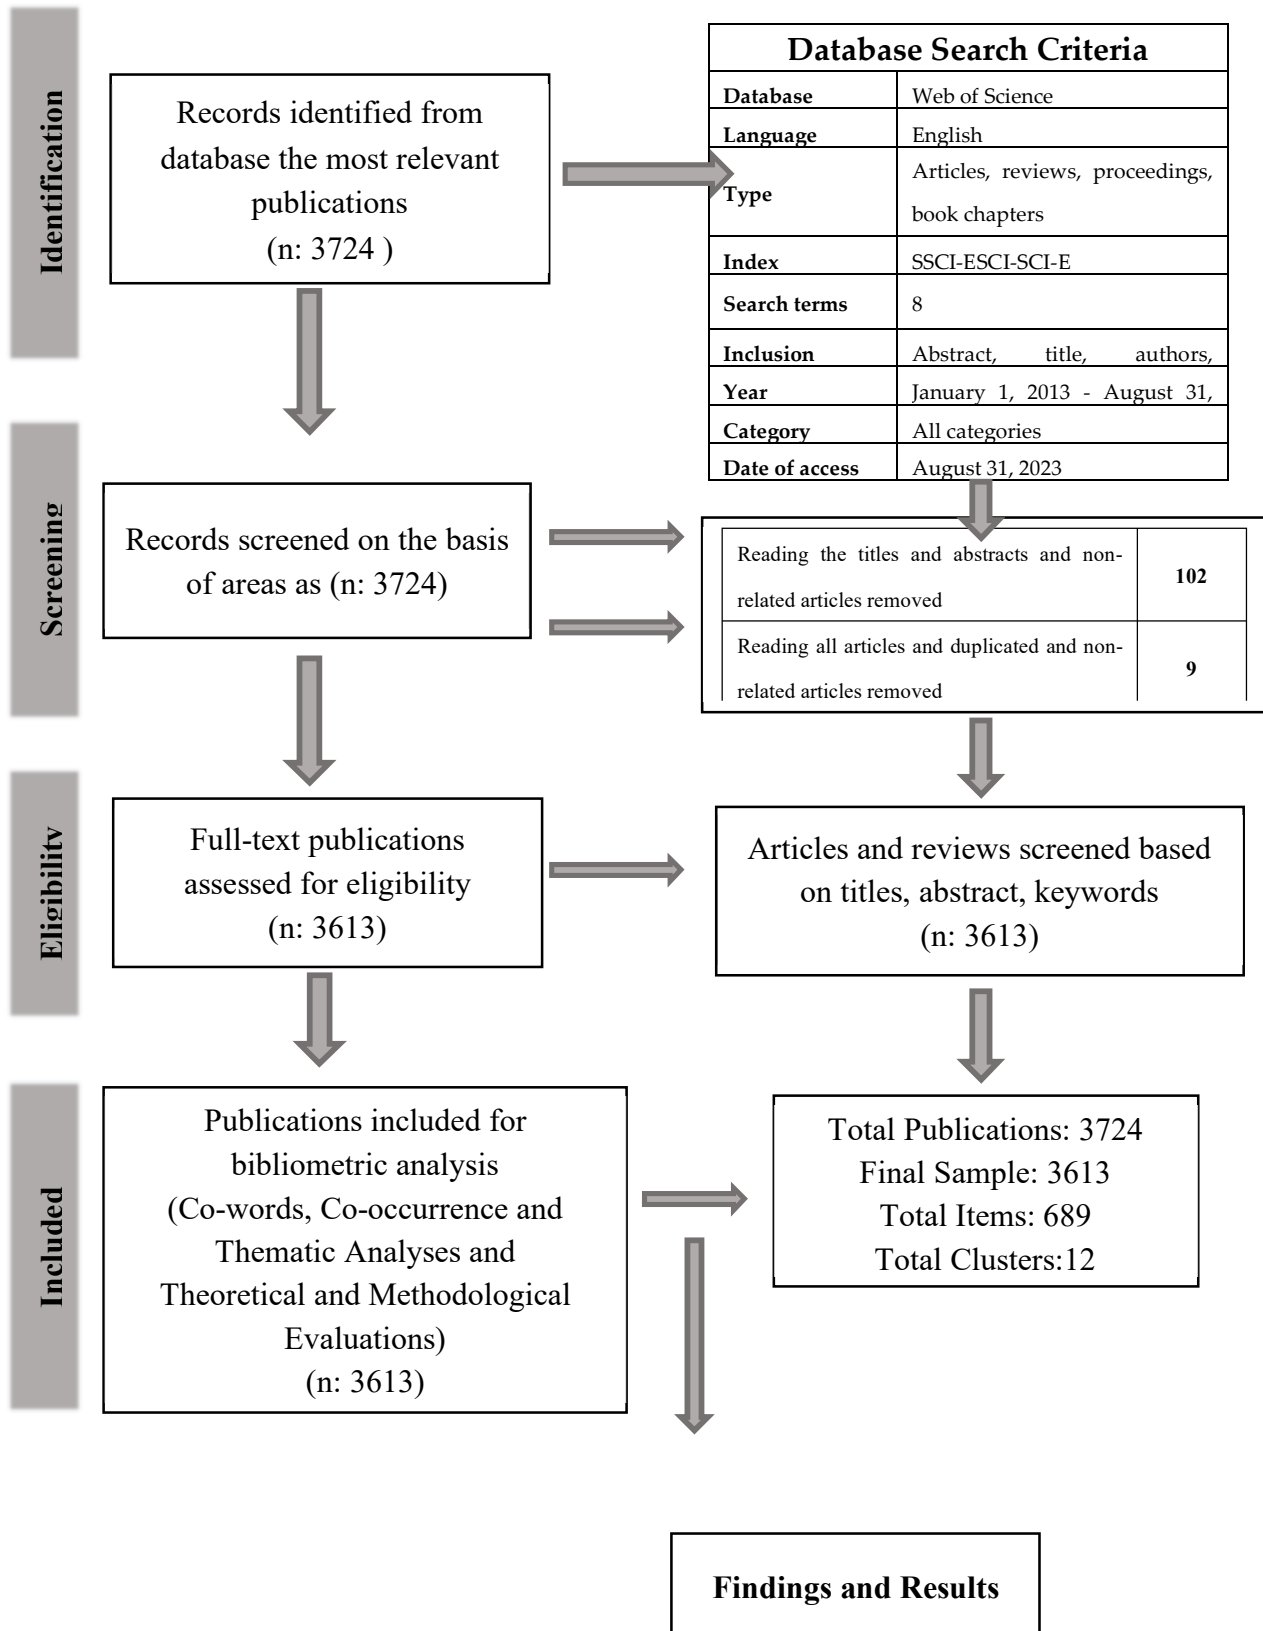 Identification
Records identified from
database the most relevant
publications
(n: 3724 )
Database Search Criteria
Database Web of Science
Language English
Type Articles, reviews, proceedings,
book chapters
Index SSCI-ESCI-SCI-E
Search terms 8
Inclusion Abstract, title, authors,
Year January 1, 2013 - August 31,
Category All categories
Date of access August 31, 2023
Screening
Records screened on the basis
of areas as (n: 3724)
Reading the titles and abstracts and non-
related articles removed
102
Reading all articles and duplicated and non-
related articles removed
9
Eligibility
Full-text publications
assessed for eligibility
(n: 3613)
Articles and reviews screened based
on titles, abstract, keywords
(n: 3613)
Included
Publications included for
bibliometric analysis
(Co-words, Co-occurrence and
Thematic Analyses and
Theoretical and Methodological
Evaluations)
(n: 3613)
Total Publications: 3724
Final Sample: 3613
Total Items: 689
Total Clusters:12
Findings and Results